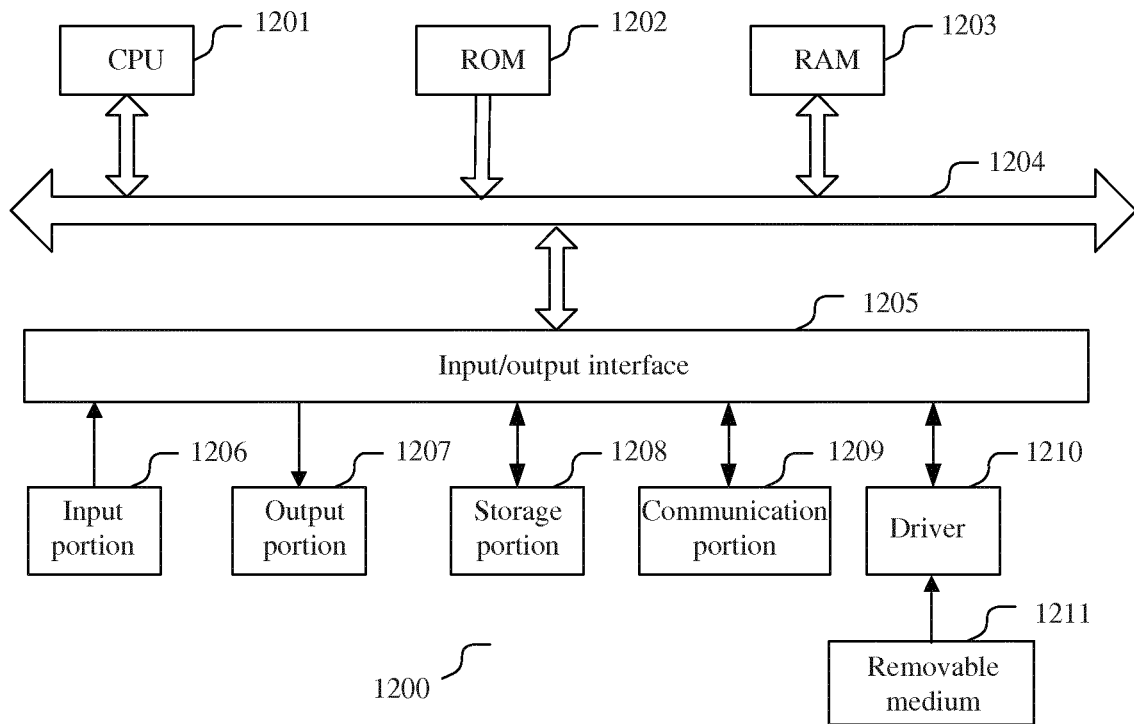 1201
1202
1203
CPU
ROM
RAM
1204
1205
Input/output interface
1206
1207
1208
1209
1210
Input
portion
Output
portion
Storage
portion
Communication
portion
Driver
1211
Removable
medium
1200